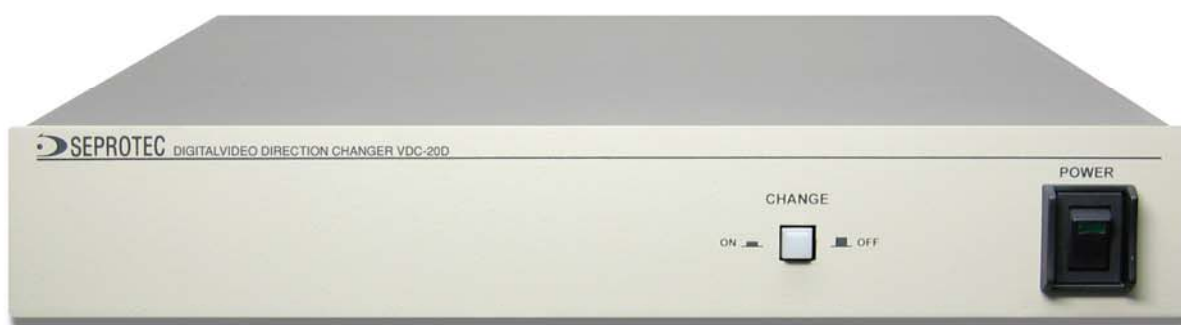 SEPROTEC DIGITALVIDEO DIRECTION CHANGER VDC-20D
POWER
CHANGE
ON OFF